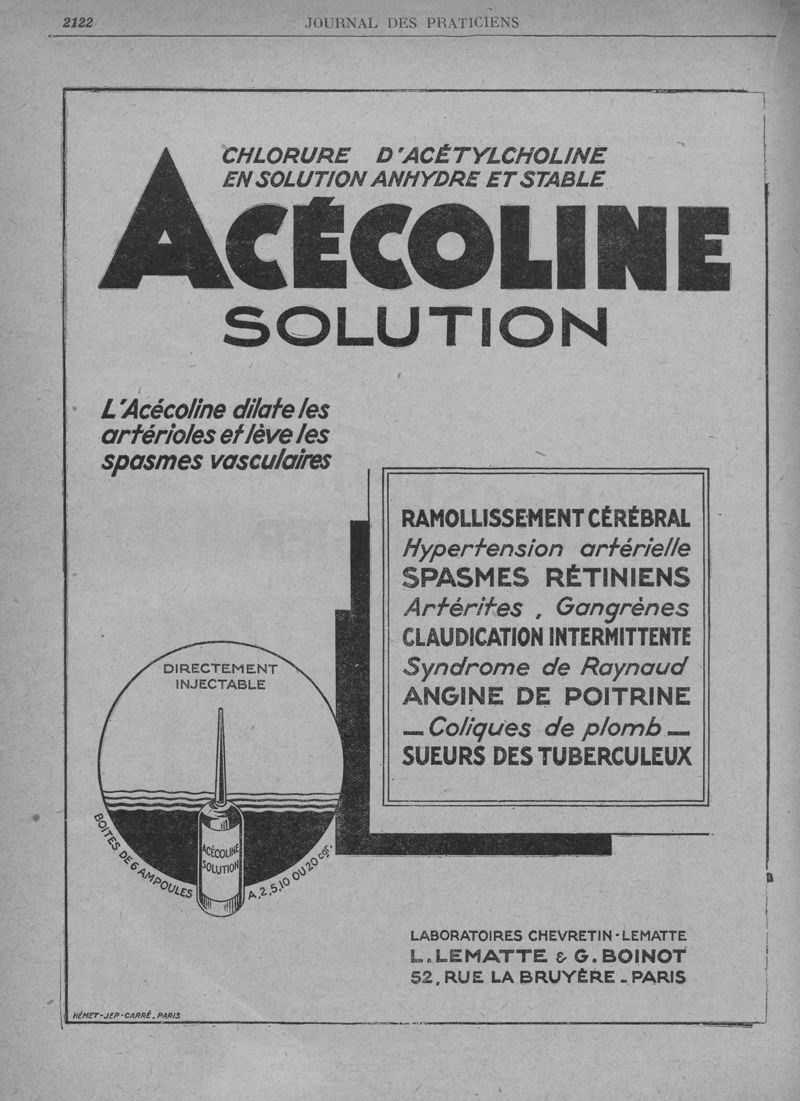 2122
JOURNAL DES PRATICIENS
CHLORURE D'ACÉTYLCHOLINE
EN SOLUTION ANHYDRE ET STABLE
ACÉCOLINE
SOLUTION
L'Acécoline dilate les
artérioles et lève les
spasmes vasculaires
RAMOLLISSEMENT CÉRÉBRAL
Hypertension artérielle
SPASMES RÉTINIENS
Artérites, Gangrènes
CLAUDICATION INTERMITTENTE
Syndrome de Raynaud
ANGINE DE POITRINE
— Coliques de plomb —
SUEURS DES TUBERCULEUX
DIRECTEMENT
INJECTABLE
ACÉCOLINE
SOLUTION
BOITES DE 6 AMPOULES A, 2, 5, 10 OU 20 cgr.
LABORATOIRES CHEVRETIN-LEMATTE
L. LEMATTE & G. BOINOT
52, RUE LA BRUYÈRE - PARIS
HÉMET-JEP-CARRÉ - PARIS